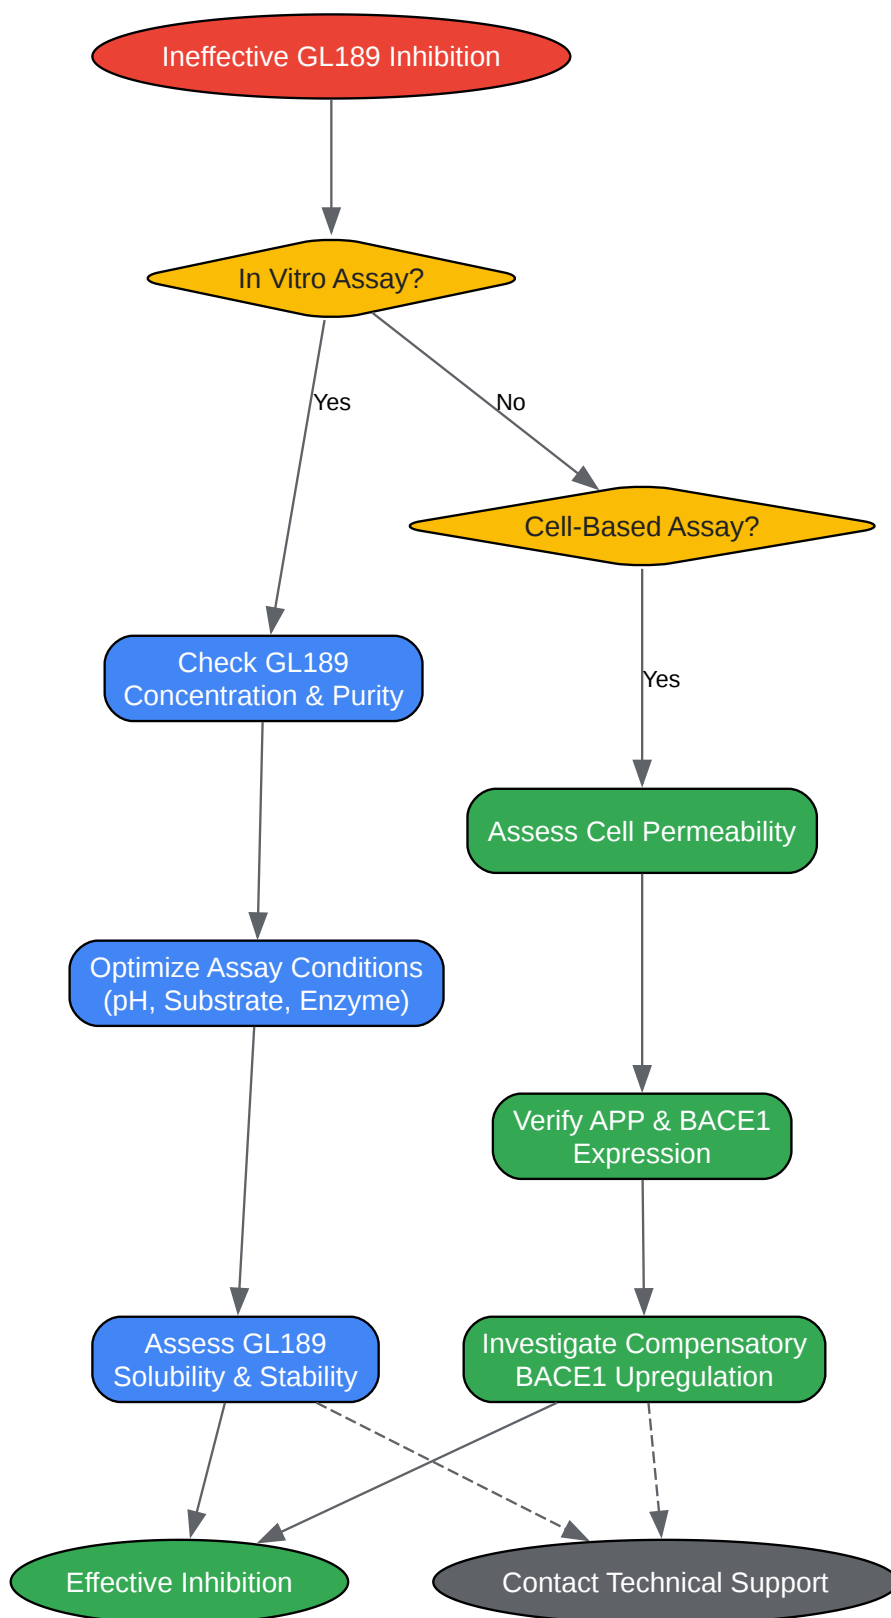 Ineffective GL189 Inhibition
In Vitro Assay?
Yes
No
Cell-Based Assay?
Check GL189
Concentration & Purity
Yes
Assess Cell Permeability
Optimize Assay Conditions
(pH, Substrate, Enzyme)
Verify APP & BACE1
Expression
Assess GL189
Solubility & Stability
Investigate Compensatory
BACE1 Upregulation
Effective Inhibition
Contact Technical Support